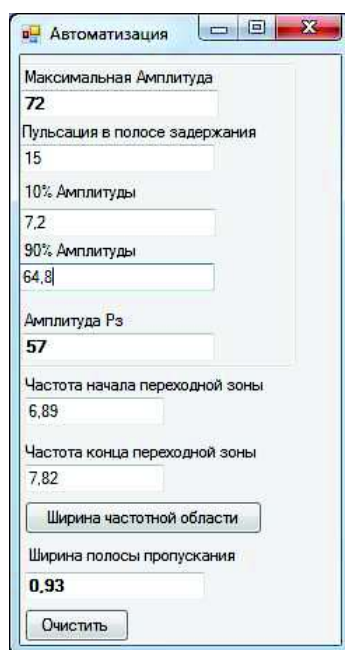 Автоматизация
Максимальная Амплитуда
72
Пульсация в полосе задержания
15
10% Амплитуды
7,2
90% Амплитуды
64,8
Амплитуда Рз
57
Частота начала переходной зоны
6,89
Частота конца переходной зоны
7,82
Ширина частотной области
Ширина полосы пропускания
0,93
Очистить